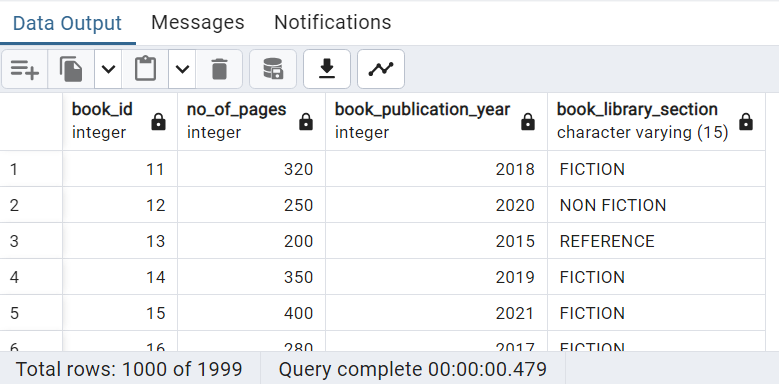 Data Output Messages Notifications
book_id no_of_pages book_publication_year book_library_section
integer integer integer character varying (15)
1 11 320 2018 FICTION
2 12 250 2020 NON FICTION
3 13 200 2015 REFERENCE
4 14 350 2019 FICTION
5 15 400 2021 FICTION
6 16 280 2017 FICTION
Total rows: 1000 of 1999 Query complete 00:00:00.479